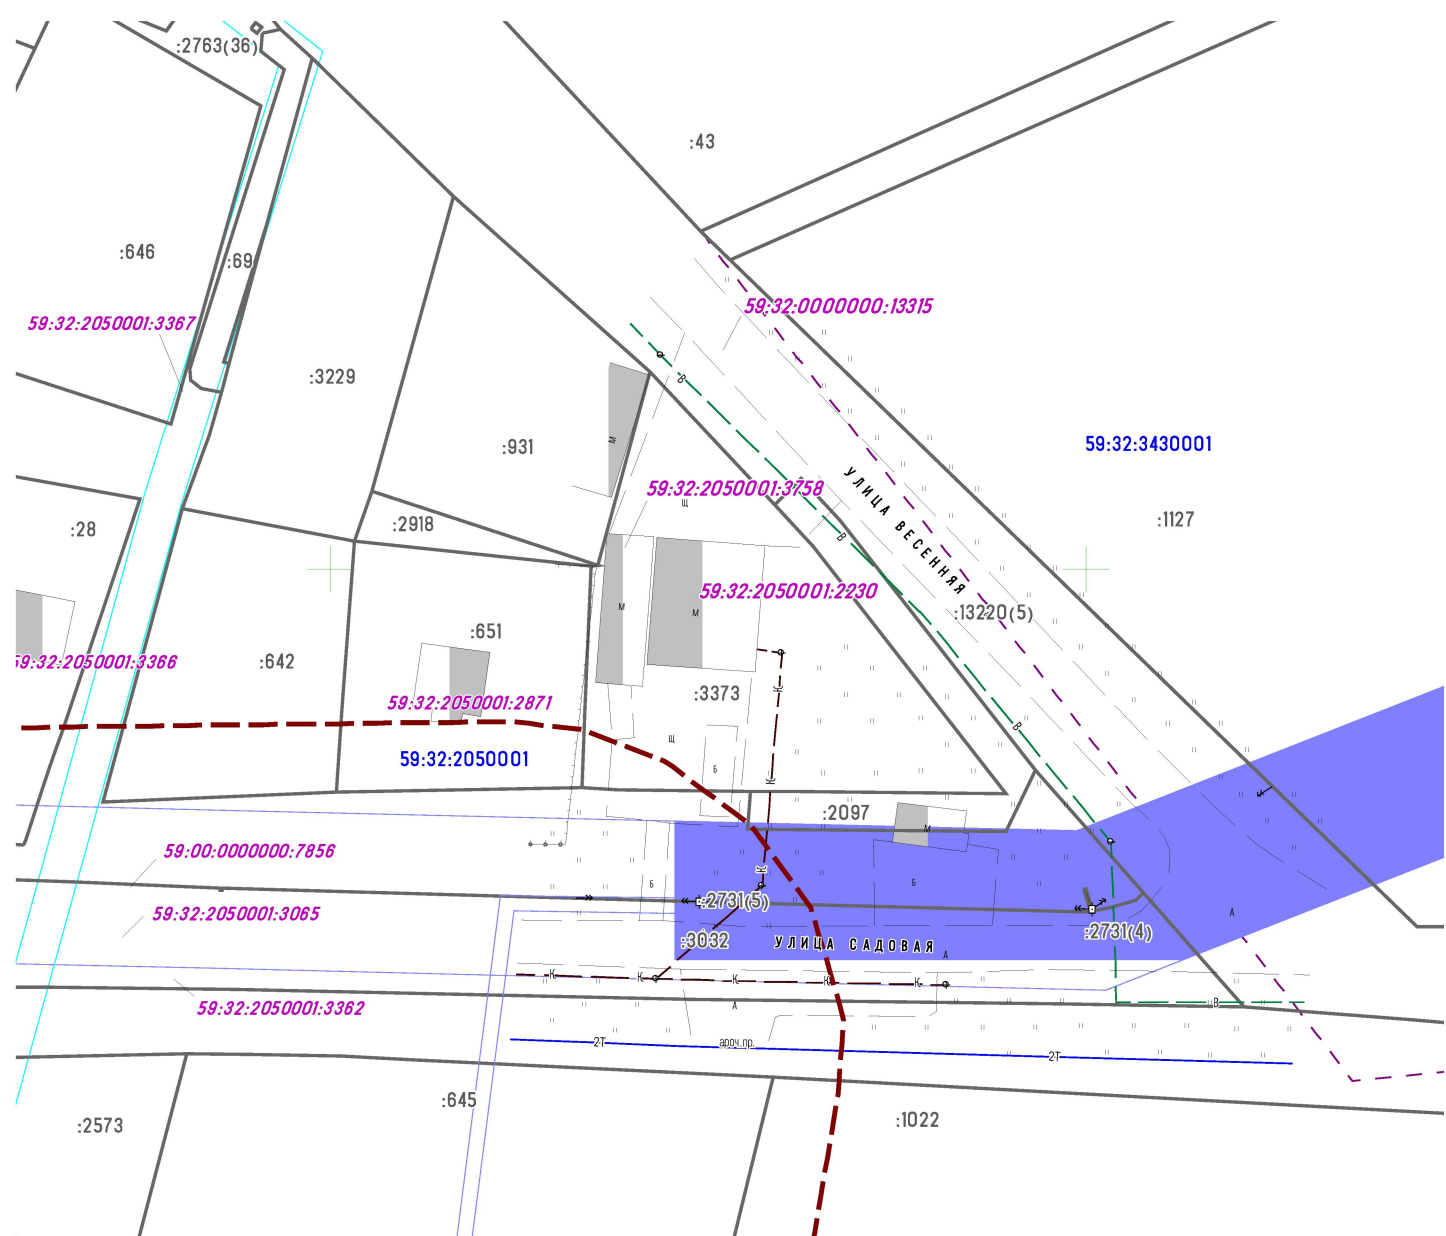 :2763(36)
:43
:646
:69
59:32:0000000:13315
59:32:2050001:3367
:3229
В
М
:931
59:32:3430001
59:32:2050001:3758
Щ
УЛИЦА ВЕСЕННЯЯ
:28
:2918
:1127
В
59:32:2050001:2230
М
М
:13220(5)
:651
59:32:2050001:3366
:642
К
:3373
59:32:2050001:2871
В
Щ
59:32:2050001
Б
К
:2097
М
59:00:0000000:7856
К
Б
Б
:2731(5)
59:32:2050001:3065
А
:2731(4)
:3032
УЛИЦА САДОВАЯ
А
К
К
К
К
К
59:32:2050001:3362
А
В
2Т
ароч.пр.
2Т
:645
:2573
:1022